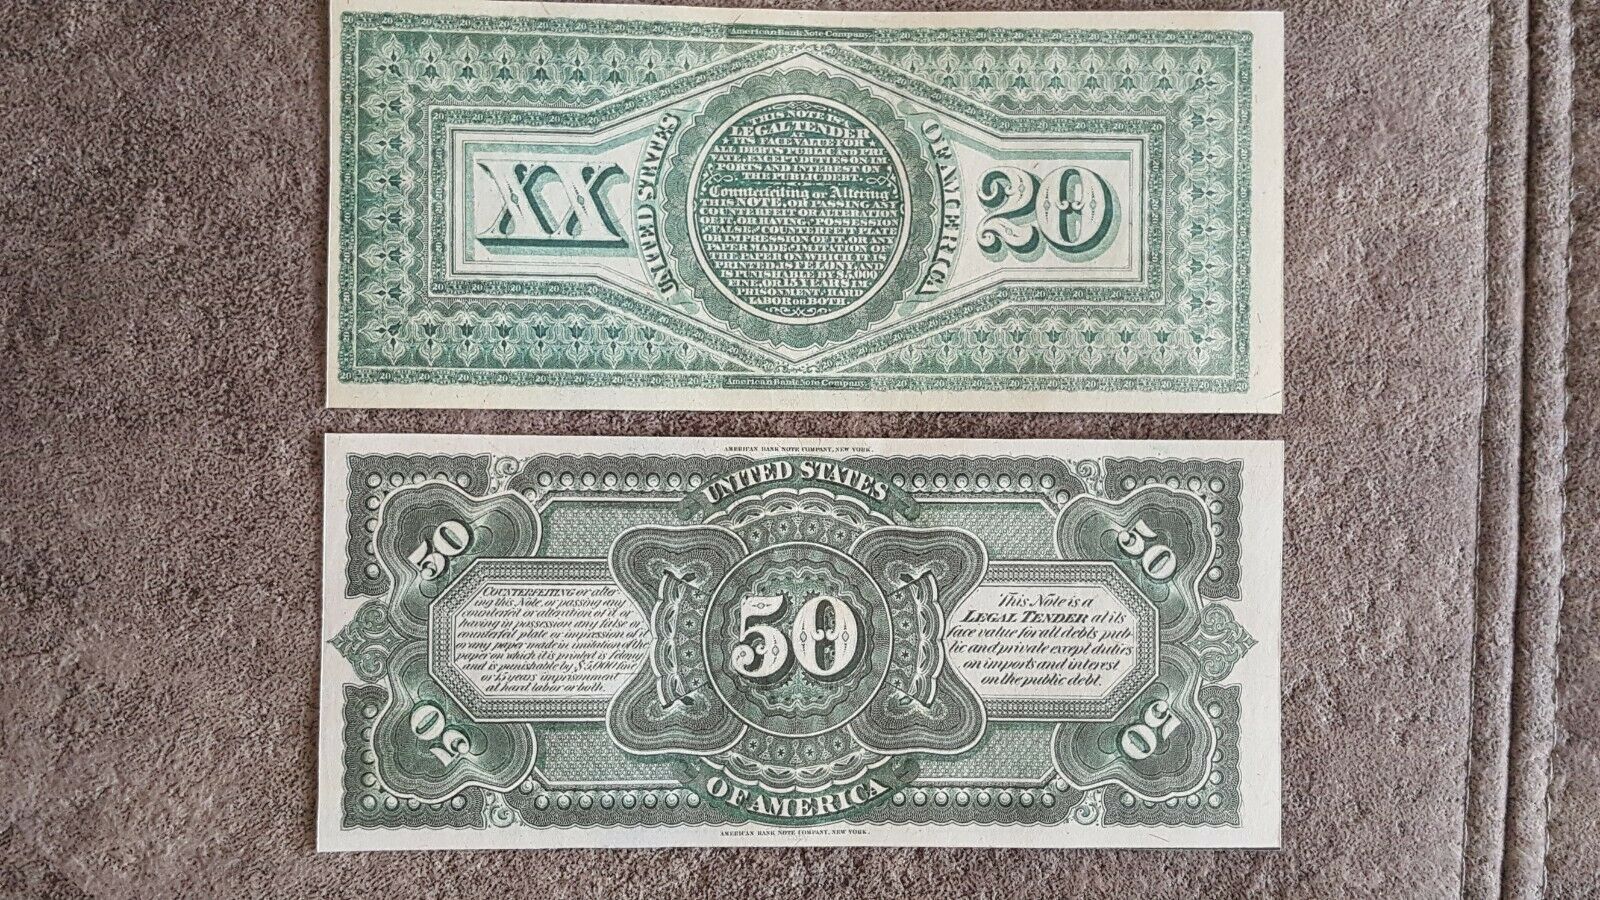 American Bank Note Company.
XX
UNITED STATES
THIS NOTE IS A
LEGAL TENDER
AT
ITS FACE VALUE FOR
ALL DEBTS PUBLIC AND PRI
VATE, EXCEPT DUTIES ON IM
PORTS AND INTEREST ON
THE PUBLIC DEBT.
Counterfeiting or Altering
THIS NOTE, OR PASSING ANY
COUNTERFEIT OR ALTERATION
OF IT, OR HAVING IN POSSESSION
ANY FALSE OR COUNTERFEIT PLATE
OR IMPRESSION OF IT, OR ANY
PAPER MADE IN IMITATION OF
THE PAPER ON WHICH IT IS
PRINTED, IS FELONY, AND
IS PUNISHABLE BY $5,000
FINE, OR 15 YEARS IM-
PRISONMENT AT HARD
LABOR OR BOTH.
OF AMERICA
20
American Bank Note Company.
AMERICAN BANK NOTE COMPANY, NEW YORK.
UNITED STATES
50
50
COUNTERFEITING or alter-
ing this Note, or passing any
counterfeit or alteration of it or
having in possession any false or
counterfeit plate or impression of it
or any paper made in imitation of the
paper on which it is printed is felony
and is punishable by $5000 fine
or 15 years imprisonment
at hard labor or both.
50
This Note is a
LEGAL TENDER at its
face value for all debts pub-
lic and private except duties
on imports and interest
on the public debt.
50
50
OF AMERICA
AMERICAN BANK NOTE COMPANY, NEW YORK.